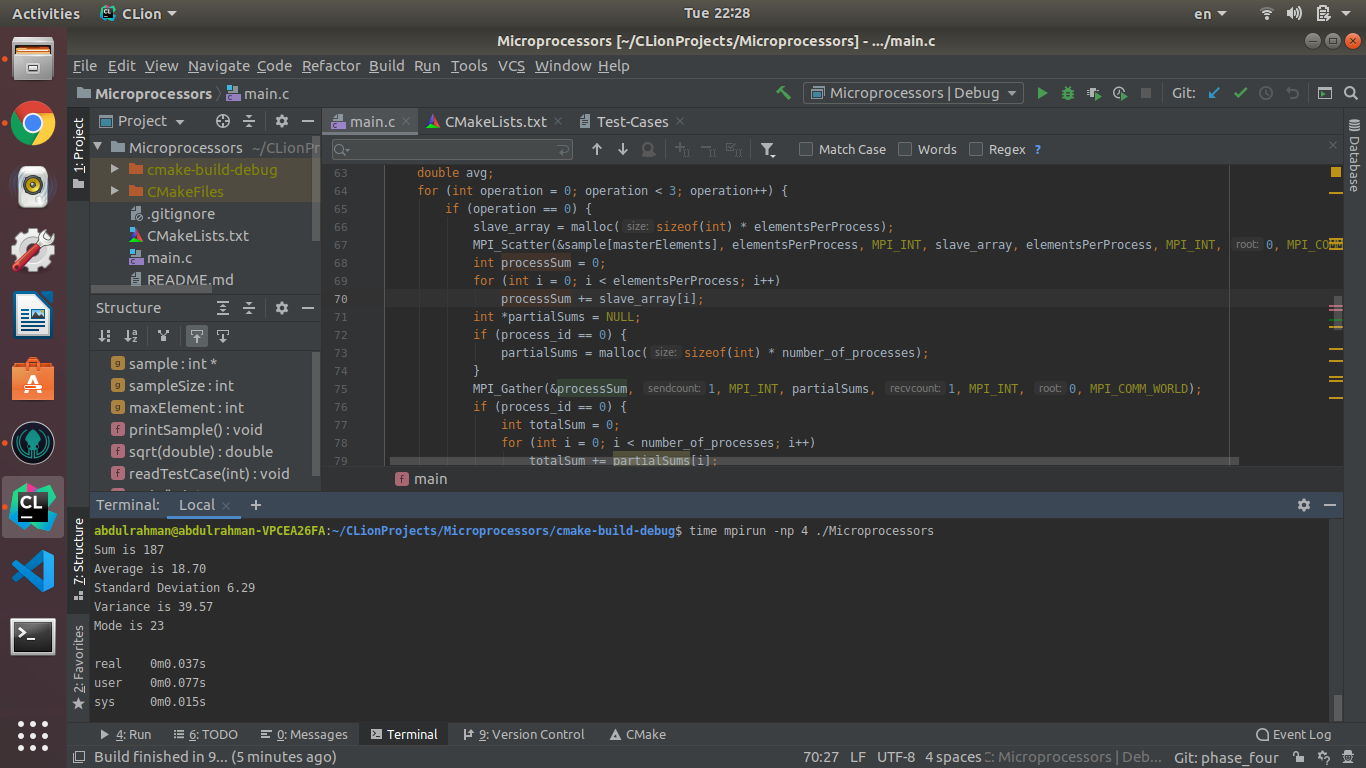 Activities CLion Tue 22:28 en
Microprocessors [~/CLionProjects/Microprocessors] - .../main.c
File Edit View Navigate Code Refactor Build Run Tools VCS Window Help
Microprocessors main.c Microprocessors | Debug Git:
1: Project
Project
Microprocessors ~/CLionPr
cmake-build-debug
CMakeFiles
.gitignore
CMakeLists.txt
main.c
README.md
Structure
sample : int *
sampleSize : int
maxElement : int
printSample() : void
sqrt(double) : double
readTestCase(int) : void
main.c CMakeLists.txt Test-Cases
Match Case Words Regex ?
63 double avg;
64 for (int operation = 0; operation < 3; operation++) {
65 if (operation == 0) {
66 slave_array = malloc( size: sizeof(int) * elementsPerProcess);
67 MPI_Scatter(&sample[masterElements], elementsPerProcess, MPI_INT, slave_array, elementsPerProcess, MPI_INT, root: 0, MPI_COMM
68 int processSum = 0;
69 for (int i = 0; i < elementsPerProcess; i++)
70 processSum += slave_array[i];
71 int *partialSums = NULL;
72 if (process_id == 0) {
73 partialSums = malloc( size: sizeof(int) * number_of_processes);
74 }
75 MPI_Gather(&processSum, sendcount: 1, MPI_INT, partialSums, recvcount: 1, MPI_INT, root: 0, MPI_COMM_WORLD);
76 if (process_id == 0) {
77 int totalSum = 0;
78 for (int i = 0; i < number_of_processes; i++)
79 totalSum += partialSums[i];
main
Database
Terminal: Local
7: Structure
2: Favorites
abdulrahman@abdulrahman-VPCEA26FA:~/CLionProjects/Microprocessors/cmake-build-debug$ time mpirun -np 4 ./Microprocessors
Sum is 187
Average is 18.70
Standard Deviation 6.29
Variance is 39.57
Mode is 23
real 0m0.037s
user 0m0.077s
sys 0m0.015s
4: Run 6: TODO 0: Messages Terminal 9: Version Control CMake Event Log
Build finished in 9... (5 minutes ago) 70:27 LF UTF-8 4 spaces C: Microprocessors | Deb... Git: phase_four